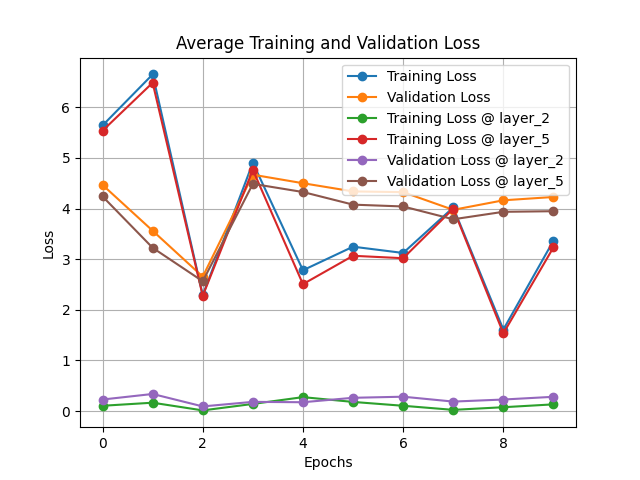 Average Training and Validation Loss
Training Loss
Validation Loss
Training Loss @ layer_2
Training Loss @ layer_5
Validation Loss @ layer_2
Validation Loss @ layer_5
Loss
6
5
4
3
2
1
0
0
2
4
6
8
Epochs